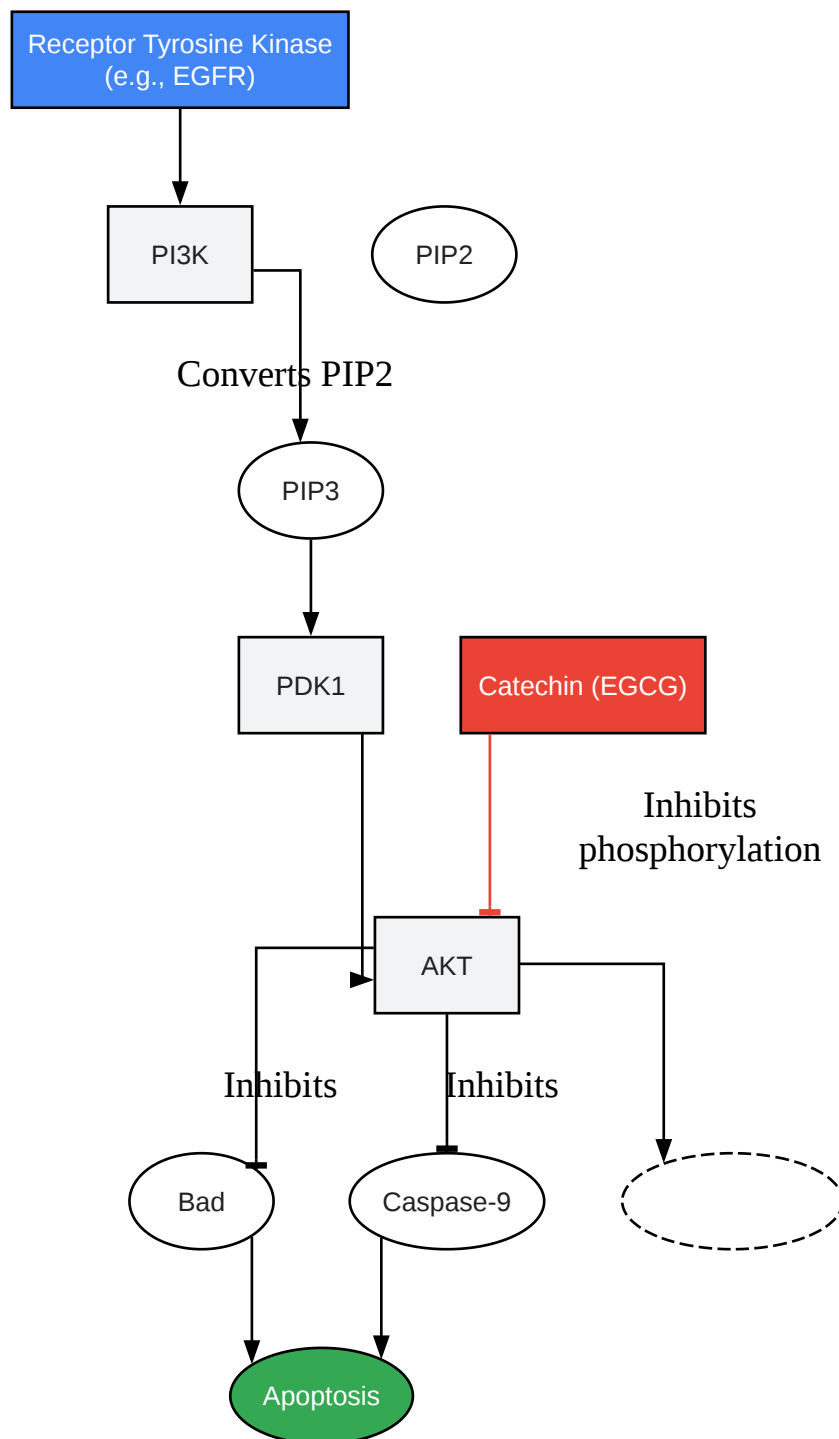 Receptor Tyrosine Kinase
(e.g., EGFR)
PI3K
PIP2
Converts PIP2
PIP3
PDK1
Catechin (EGCG)
Inhibits
phosphorylation
AKT
Inhibits
Inhibits
Bad
Caspase-9
Apoptosis